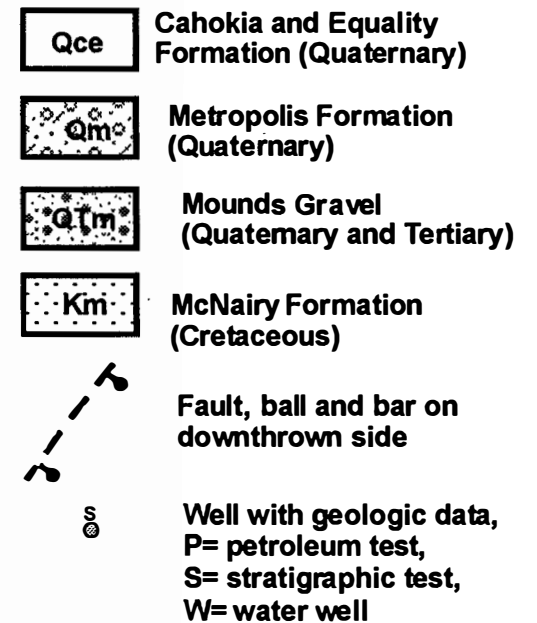 Qce
Cahokia and Equality
Formation (Quaternary)
Qm
Metropolis Formation
(Quaternary)
QTm
Mounds Gravel
(Quaternary and Tertiary)
Km
McNairy Formation
(Cretaceous)
Fault, ball and bar on
downthrown side
S
Well with geologic data,
P= petroleum test,
S= stratigraphic test,
W= water well